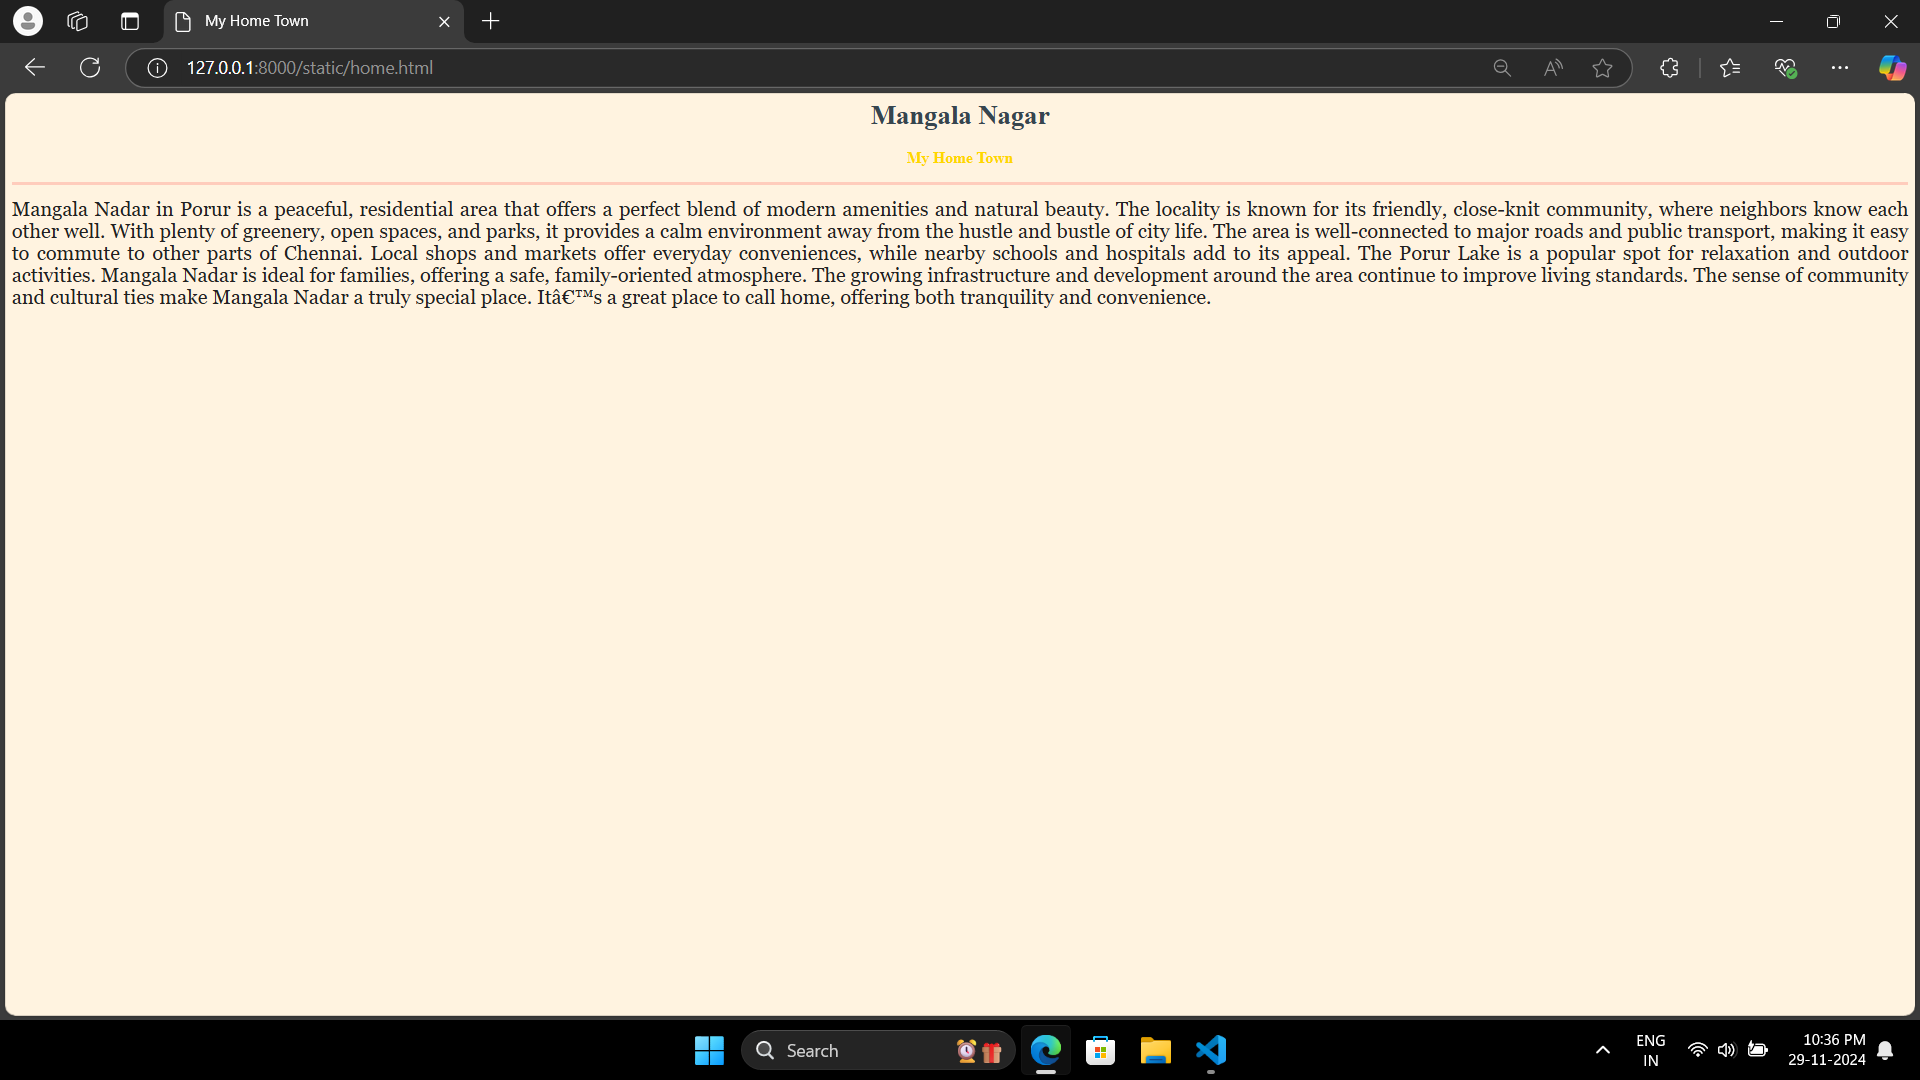 My Home Town
127.0.0.1:8000/static/home.html
Mangala Nagar
My Home Town
Mangala Nadar in Porur is a peaceful, residential area that offers a perfect blend of modern amenities and natural beauty. The locality is known for its friendly, close-knit community, where neighbors know each
other well. With plenty of greenery, open spaces, and parks, it provides a calm environment away from the hustle and bustle of city life. The area is well-connected to major roads and public transport, making it easy
to commute to other parts of Chennai. Local shops and markets offer everyday conveniences, while nearby schools and hospitals add to its appeal. The Porur Lake is a popular spot for relaxation and outdoor
activities. Mangala Nadar is ideal for families, offering a safe, family-oriented atmosphere. The growing infrastructure and development around the area continue to improve living standards. The sense of community
and cultural ties make Mangala Nadar a truly special place. Itâ€™s a great place to call home, offering both tranquility and convenience.
Search
ENG
IN
10:36 PM
29-11-2024